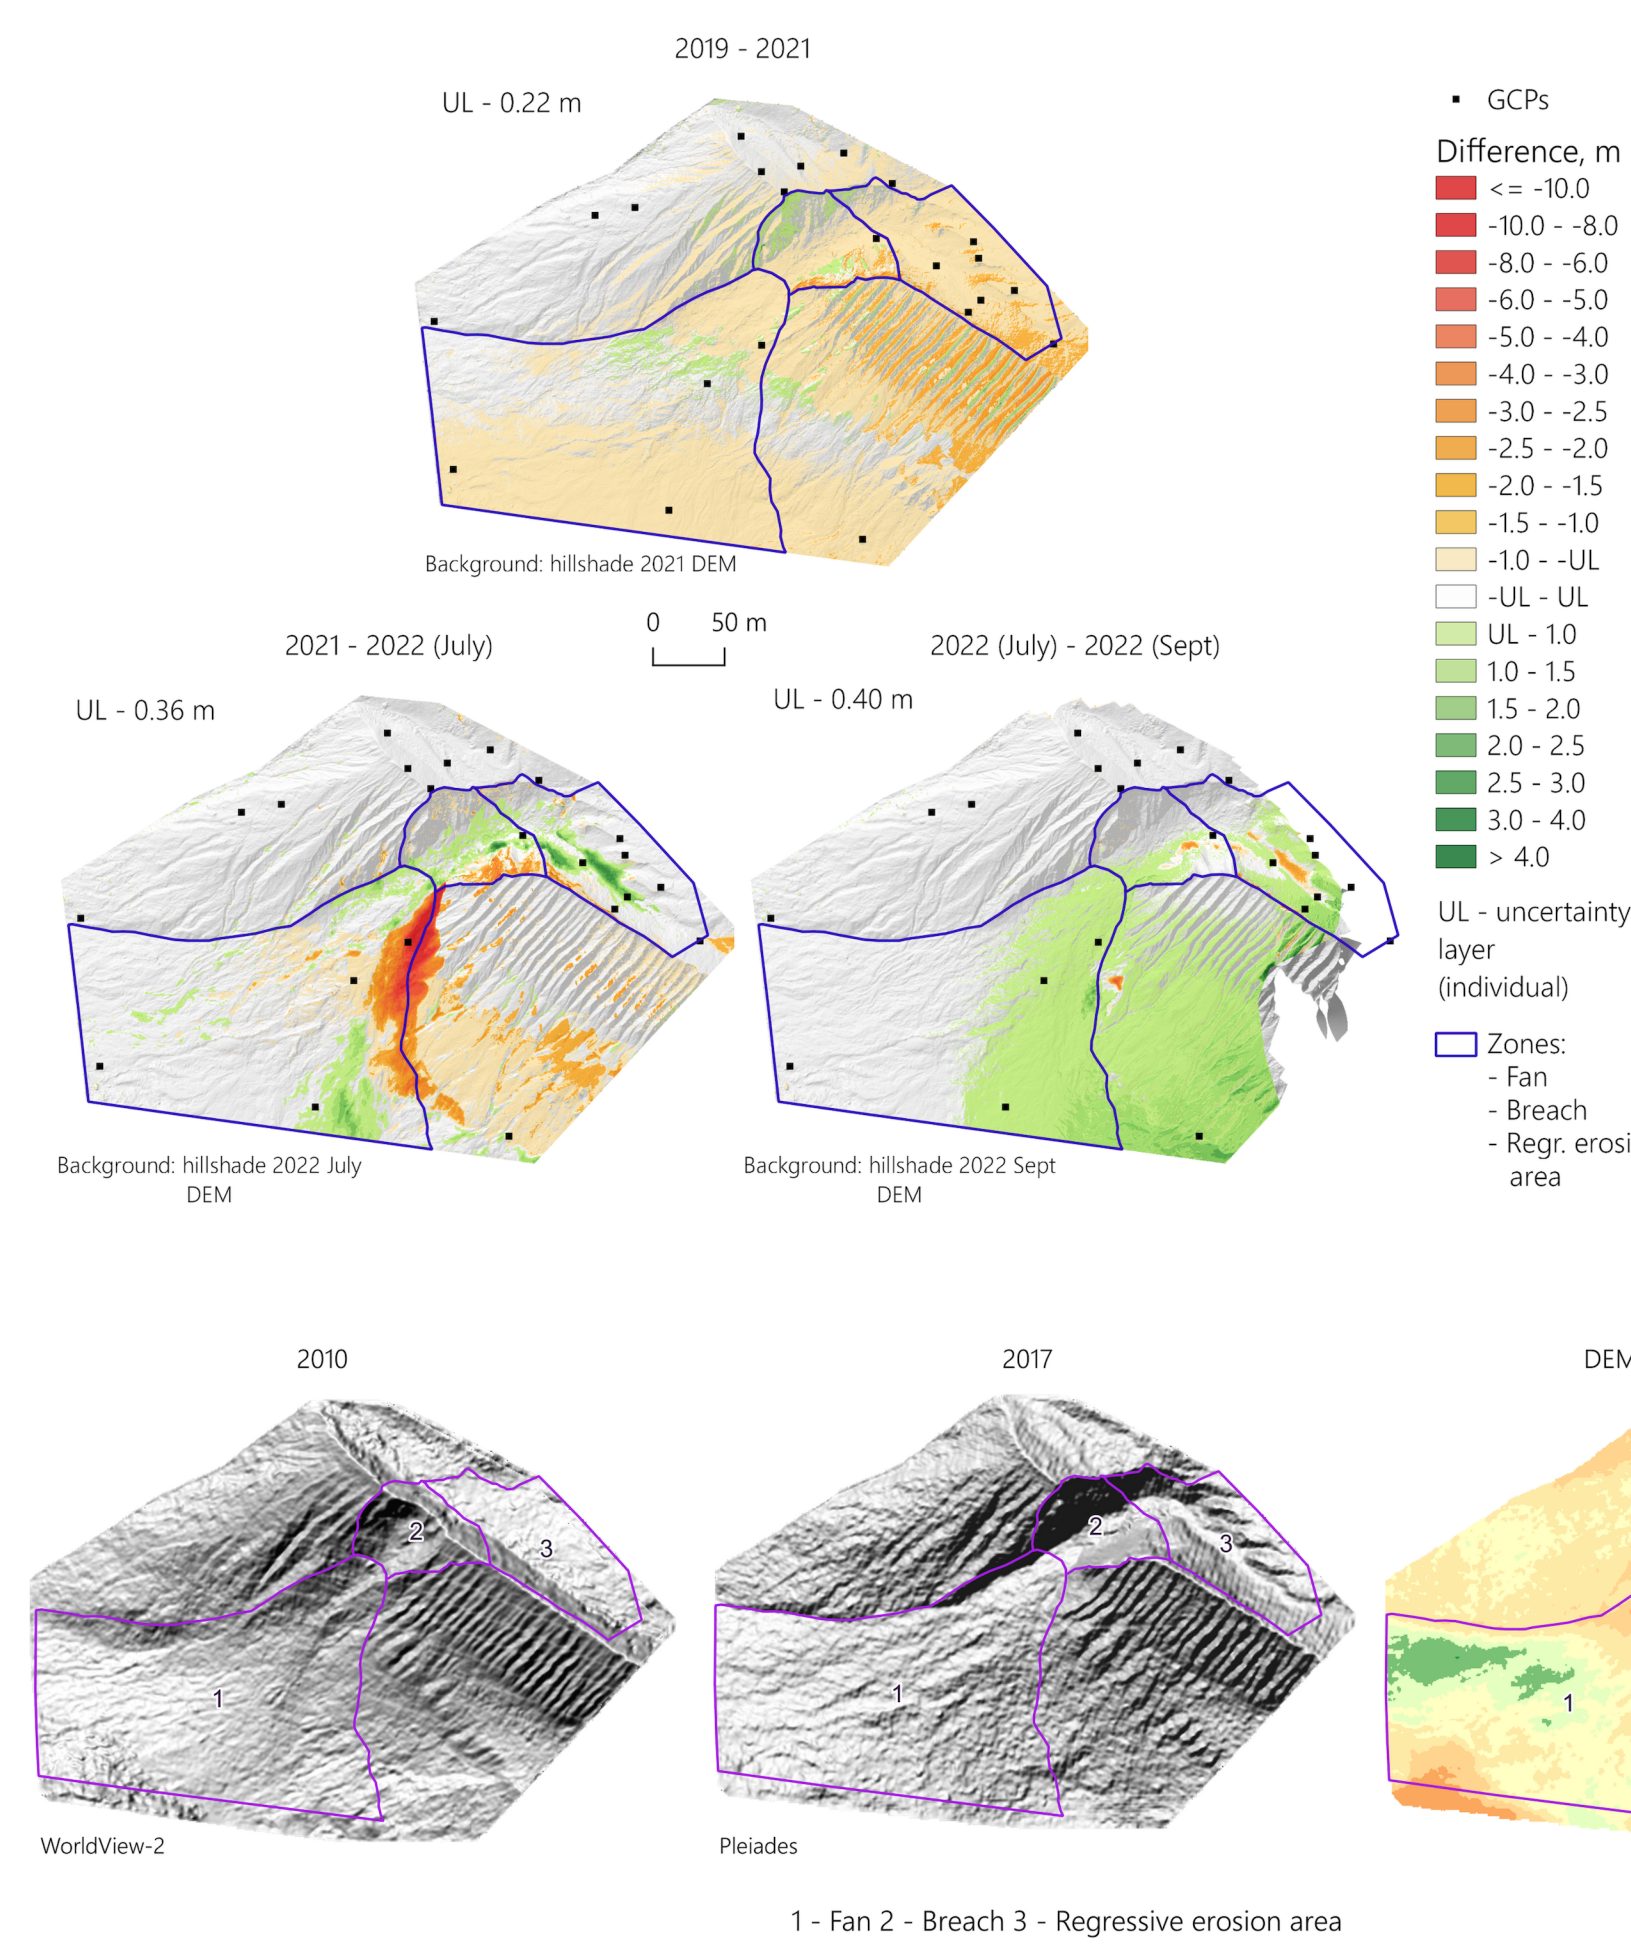 2019 - 2021
UL - 0.22 m
Background: hillshade 2021 DEM
GCPs
Difference, m
<= -10.0
-10.0 - -8.0
-8.0 - -6.0
-6.0 - -5.0
-5.0 - -4.0
-4.0 - -3.0
-3.0 - -2.5
-2.5 - -2.0
-2.0 - -1.5
-1.5 - -1.0
-1.0 - -UL
-UL - UL
UL - 1.0
1.0 - 1.5
1.5 - 2.0
2.0 - 2.5
2.5 - 3.0
3.0 - 4.0
> 4.0
UL - uncertainty
layer
(individual)
Zones:
- Fan
- Breach
- Regr. erosi
area
0 50 m
2021 - 2022 (July)
UL - 0.36 m
Background: hillshade 2022 July
DEM
2022 (July) - 2022 (Sept)
UL - 0.40 m
Background: hillshade 2022 Sept
DEM
2010
2
3
1
WorldView-2
2017
2
3
1
Pleiades
DEM
1
1 - Fan 2 - Breach 3 - Regressive erosion area